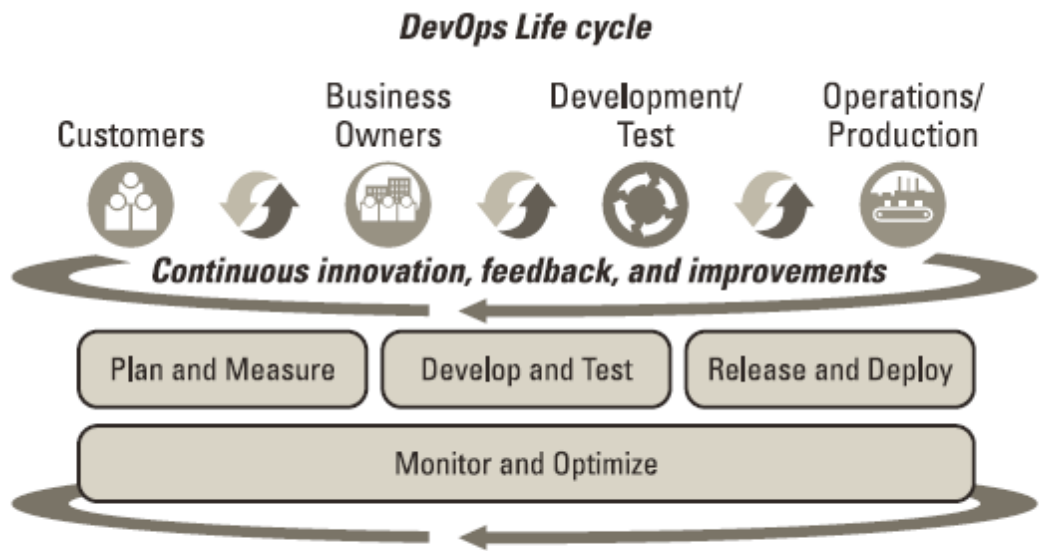 DevOps Life cycle
Customers
Business
Owners
Development/
Test
Operations/
Production
Continuous innovation, feedback, and improvements
Plan and Measure
Develop and Test
Release and Deploy
Monitor and Optimize